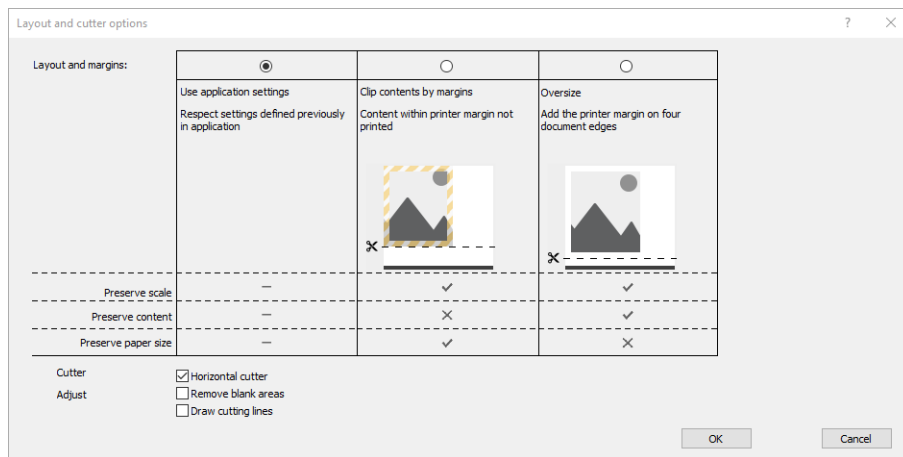 Layout and cutter options
Layout and margins:
Use application settings
Respect settings defined previously
in application
Clip contents by margins
Content within printer margin not
printed
Oversize
Add the printer margin on four
document edges
Preserve scale
Preserve content
Preserve paper size
Cutter
Horizontal cutter
Adjust
Remove blank areas
Draw cutting lines
OK
Cancel